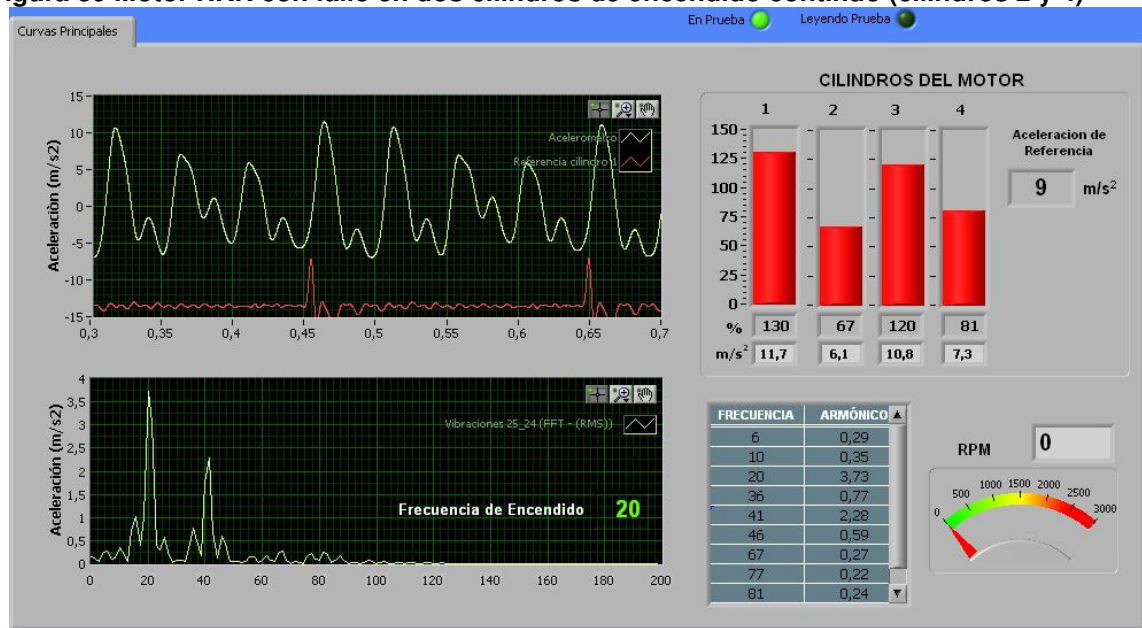 En Prueba Leyendo Prueba
Curvas Principales
15
10
5
0
-5
-10
-15
Aceleración (m/s2)
Acelerometro
Referencia cilindro 1
0,3 0,35 0,4 0,45 0,5 0,55 0,6 0,65 0,7
CILINDROS DEL MOTOR
1 2 3 4
150
125
100
75
50
25
0
% 130 67 120 81
m/s² 11,7 6,1 10,8 7,3
Aceleracion de
Referencia
9 m/s²
4
3,5
3
2,5
2
1,5
1
0,5
0
Aceleración (m/s2)
Vibraciones 25_24 (FFT - (RMS))
Frecuencia de Encendido 20
0 20 40 60 80 100 120 140 160 180 200
FRECUENCIA ARMÓNICO
6 0,29
10 0,35
20 3,73
36 0,77
41 2,28
46 0,59
67 0,27
77 0,22
81 0,24
RPM 0
0 500 1000 1500 2000 2500 3000